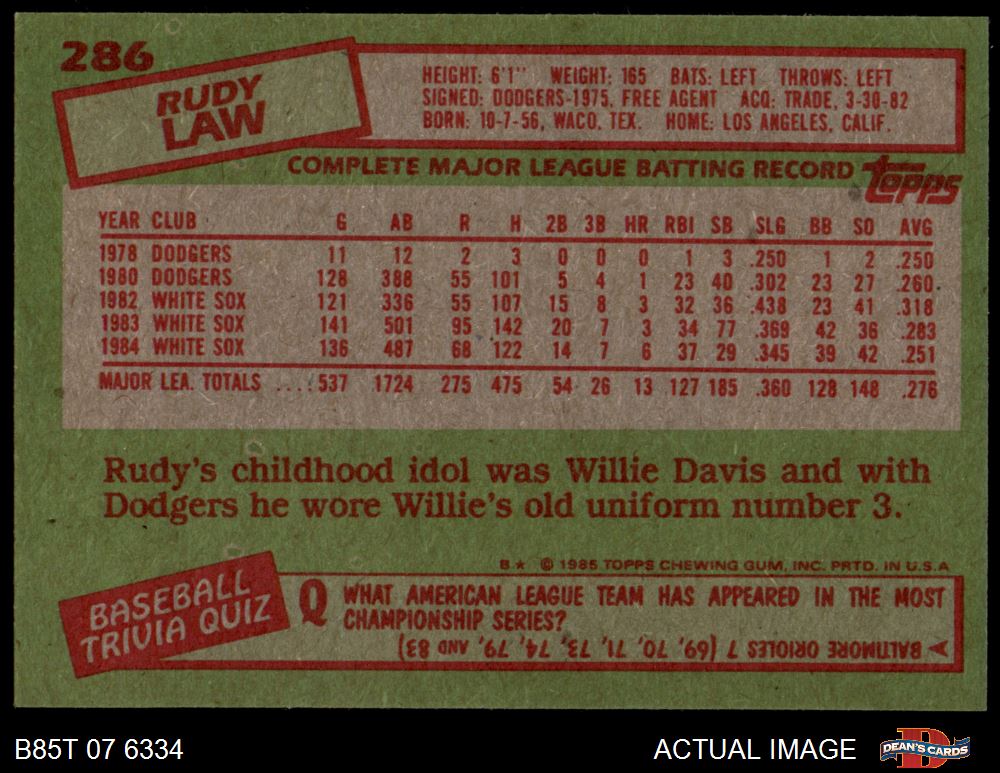 286
RUDY
LAW
HEIGHT: 6'1" WEIGHT: 165 BATS: LEFT THROWS: LEFT
SIGNED: DODGERS-1975, FREE AGENT ACQ: TRADE, 3-30-82
BORN: 10-7-56, WACO, TEX. HOME: LOS ANGELES, CALIF.
COMPLETE MAJOR LEAGUE BATTING RECORD topps
YEAR CLUB G AB R H 2B 3B HR RBI SB SLG BB SO AVG
1978 DODGERS 11 12 2 3 0 0 0 1 3 .250 1 2 .250
1980 DODGERS 128 388 55 101 5 4 1 23 40 .302 23 27 .260
1982 WHITE SOX 121 336 55 107 15 8 3 32 36 .438 23 41 .318
1983 WHITE SOX 141 501 95 142 20 7 3 34 77 .369 42 36 .283
1984 WHITE SOX 136 487 68 122 14 7 6 37 29 .345 39 42 .251
MAJOR LEA. TOTALS ....537 1724 275 475 54 26 13 127 185 .360 128 148 .276
Rudy's childhood idol was Willie Davis and with
Dodgers he wore Willie's old uniform number 3.
B★ © 1985 TOPPS CHEWING GUM, INC. PRTD. IN U.S.A
BASEBALL
TRIVIA QUIZ
Q WHAT AMERICAN LEAGUE TEAM HAS APPEARED IN THE MOST
CHAMPIONSHIP SERIES?
BALTIMORE ORIOLES 7 (69, 70, 71, 73, 74, 79, AND 83)
B85T 07 6334
ACTUAL IMAGE
DEAN'S CARDS